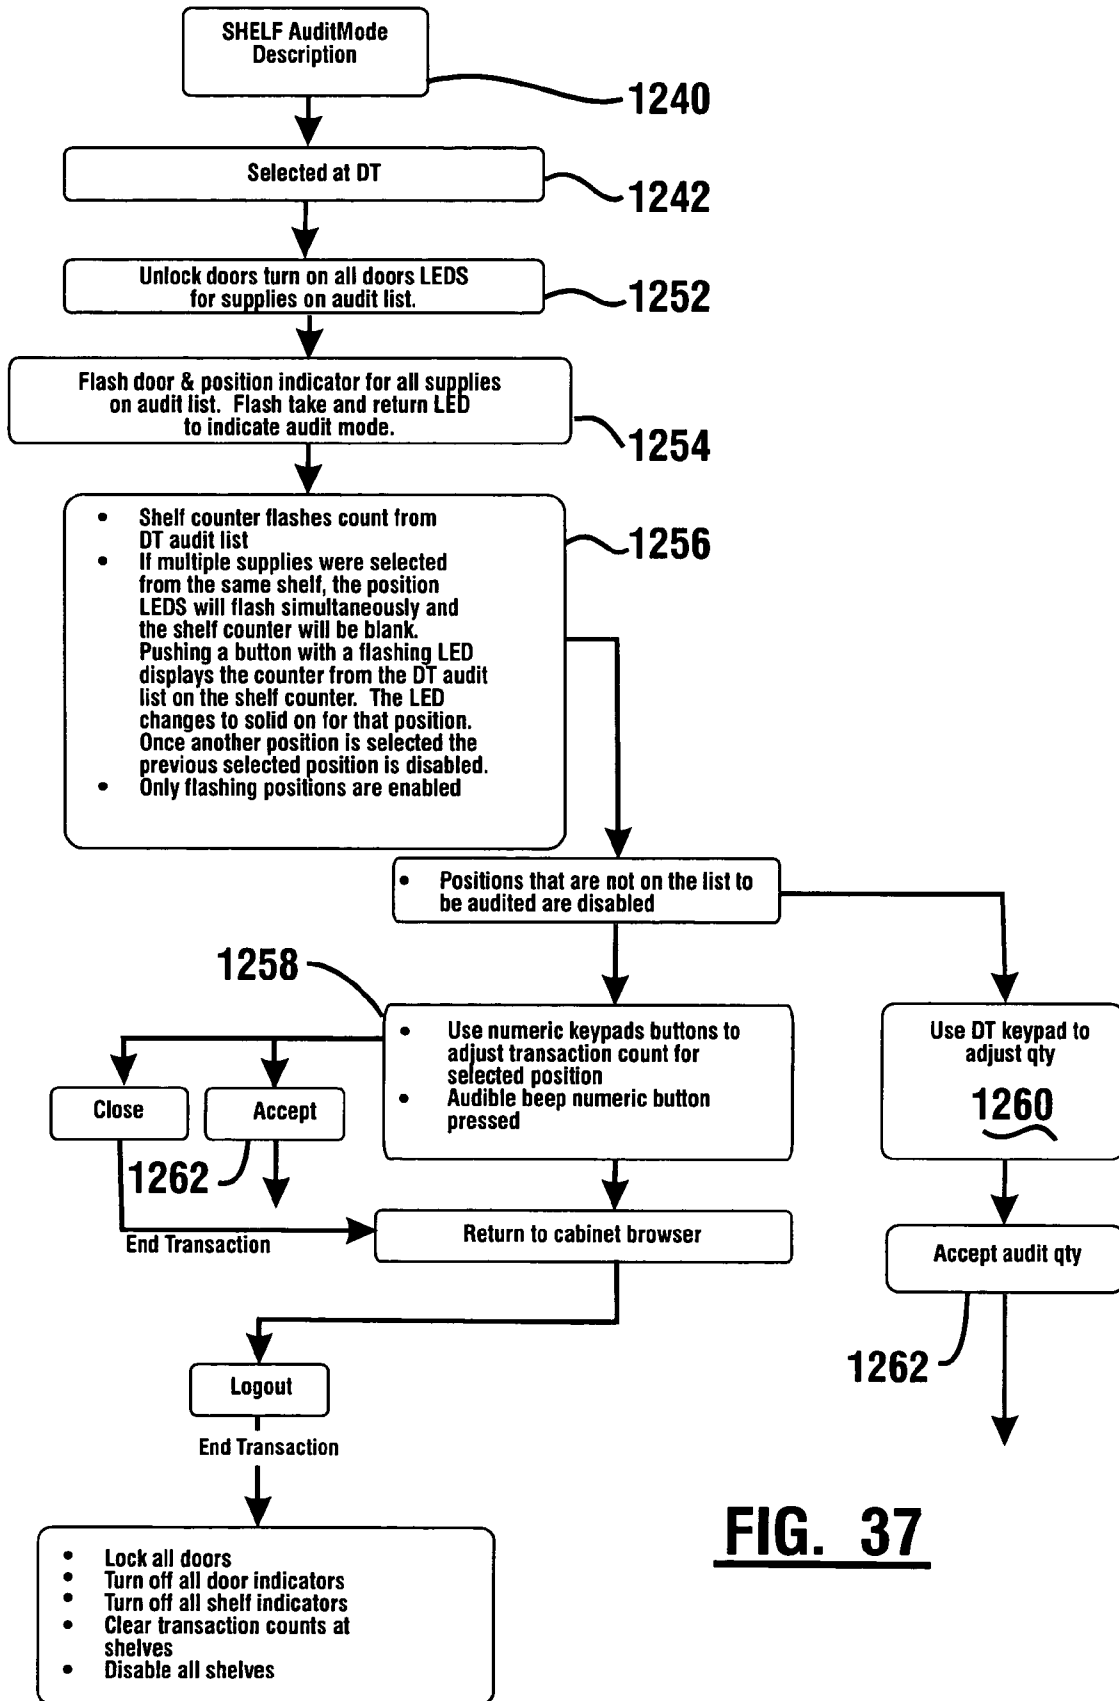 SHELF AuditMode
Description
1240
Selected at DT
1242
Unlock doors turn on all doors LEDS
for supplies on audit list.
1252
Flash door & position indicator for all supplies
on audit list. Flash take and return LED
to indicate audit mode.
1254
• Shelf counter flashes count from
DT audit list
• If multiple supplies were selected
from the same shelf, the position
LEDS will flash simultaneously and
the shelf counter will be blank.
Pushing a button with a flashing LED
displays the counter from the DT audit
list on the shelf counter. The LED
changes to solid on for that position.
Once another position is selected the
previous selected position is disabled.
• Only flashing positions are enabled
1256
• Positions that are not on the list to
be audited are disabled
1258
• Use numeric keypads buttons to
adjust transaction count for
selected position
• Audible beep numeric button
pressed
Use DT keypad to
adjust qty
1260
Close
Accept
1262
End Transaction
Return to cabinet browser
Accept audit qty
1262
Logout
End Transaction
• Lock all doors
• Turn off all door indicators
• Turn off all shelf indicators
• Clear transaction counts at
shelves
• Disable all shelves
FIG. 37